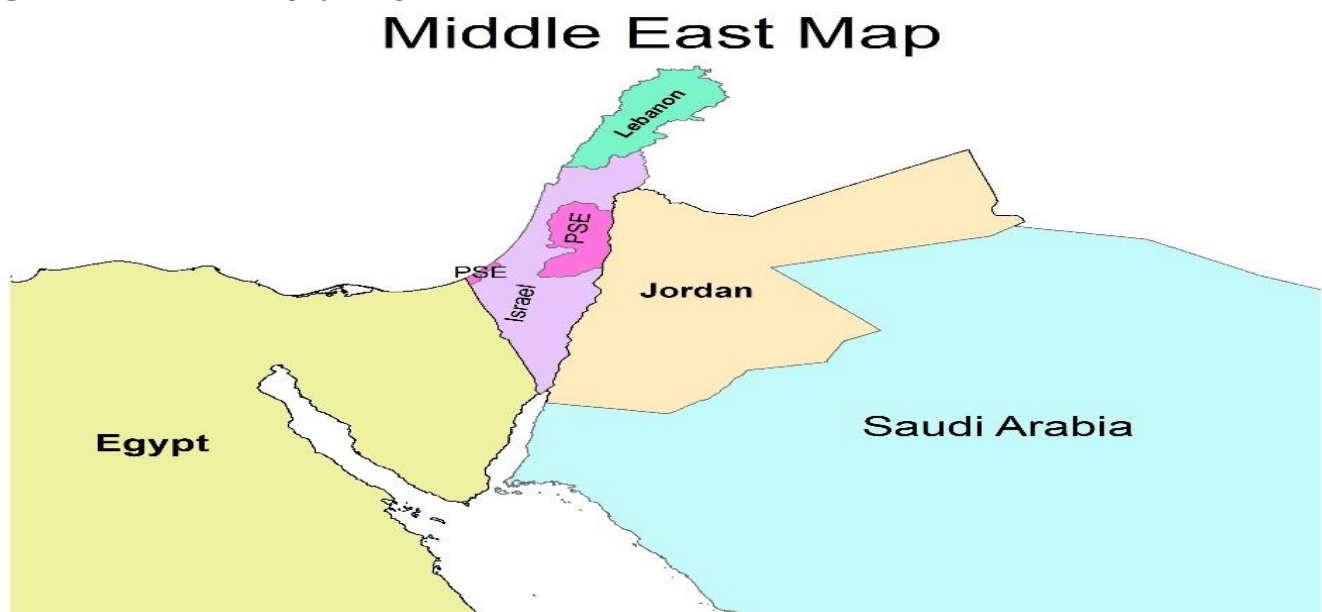 Middle East Map
Lebanon
PSE
PSE
Israel
Jordan
Egypt
Saudi Arabia